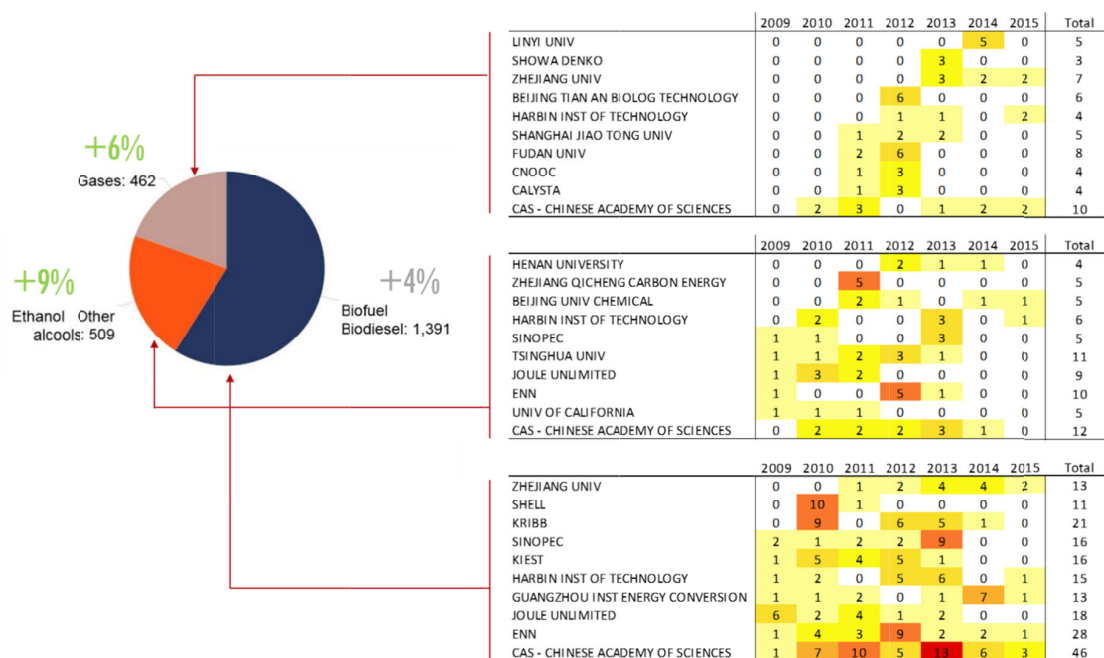 +6%
Gases: 462
+9%
Ethanol Other
alcools: 509
+4%
Biofuel
Biodiesel: 1,391
2009 2010 2011 2012 2013 2014 2015 Total
LINYI UNIV 0 0 0 0 0 5 0 5
SHOWA DENKO 0 0 0 0 3 0 0 3
ZHEJIANG UNIV 0 0 0 0 3 2 2 7
BEIJING TIAN AN BIOLOG TECHNOLOGY 0 0 0 6 0 0 0 6
HARBIN INST OF TECHNOLOGY 0 0 0 1 1 0 2 4
SHANGHAI JIAO TONG UNIV 0 0 1 2 2 0 0 5
FUDAN UNIV 0 0 2 6 0 0 0 8
CNOOC 0 0 1 3 0 0 0 4
CALYSTA 0 0 1 3 0 0 0 4
CAS - CHINESE ACADEMY OF SCIENCES 0 2 3 0 1 2 2 10
2009 2010 2011 2012 2013 2014 2015 Total
HENAN UNIVERSITY 0 0 0 2 1 1 0 4
ZHEJIANG QICHENG CARBON ENERGY 0 0 5 0 0 0 0 5
BEIJING UNIV CHEMICAL 0 0 2 1 0 1 1 5
HARBIN INST OF TECHNOLOGY 0 2 0 0 3 0 1 6
SINOPEC 1 1 0 0 3 0 0 5
TSINGHUA UNIV 1 1 2 3 1 0 0 11
JOULE UNLIMITED 1 3 2 0 0 0 0 9
ENN 1 0 0 5 1 0 0 10
UNIV OF CALIFORNIA 1 1 1 0 0 0 0 5
CAS - CHINESE ACADEMY OF SCIENCES 0 2 2 2 3 1 0 12
2009 2010 2011 2012 2013 2014 2015 Total
ZHEJIANG UNIV 0 0 1 2 4 4 2 13
SHELL 0 10 1 0 0 0 0 11
KRIBB 0 9 0 6 5 1 0 21
SINOPEC 2 1 2 2 9 0 0 16
KIEST 1 5 4 5 1 0 0 16
HARBIN INST OF TECHNOLOGY 1 2 0 5 6 0 1 15
GUANGZHOU INST ENERGY CONVERSION 1 1 2 0 1 7 1 13
JOULE UNLIMITED 6 2 4 1 2 0 0 18
ENN 1 4 3 9 2 2 1 28
CAS - CHINESE ACADEMY OF SCIENCES 1 7 10 5 13 6 3 46